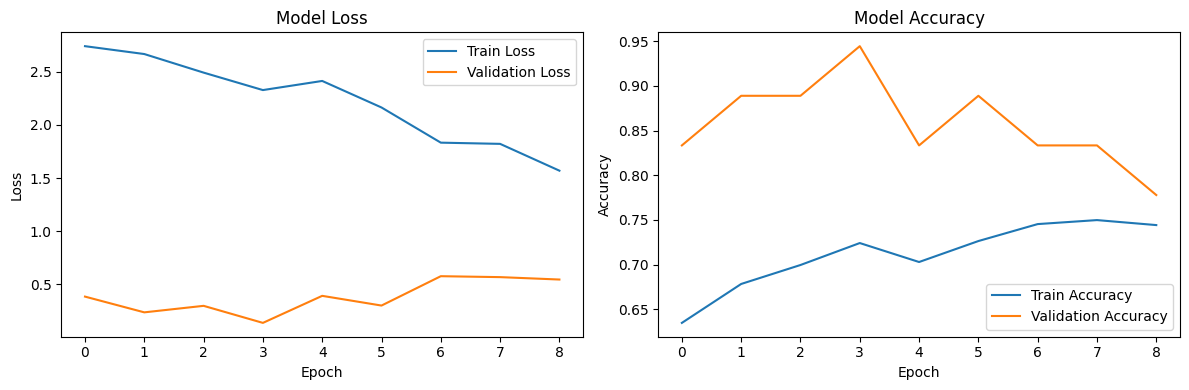 Model Loss
Train Loss
Validation Loss
2.5
2.0
1.5
1.0
0.5
Loss
0 1 2 3 4 5 6 7 8
Epoch
Model Accuracy
0.95
0.90
0.85
0.80
0.75
0.70
0.65
Accuracy
Train Accuracy
Validation Accuracy
0 1 2 3 4 5 6 7 8
Epoch